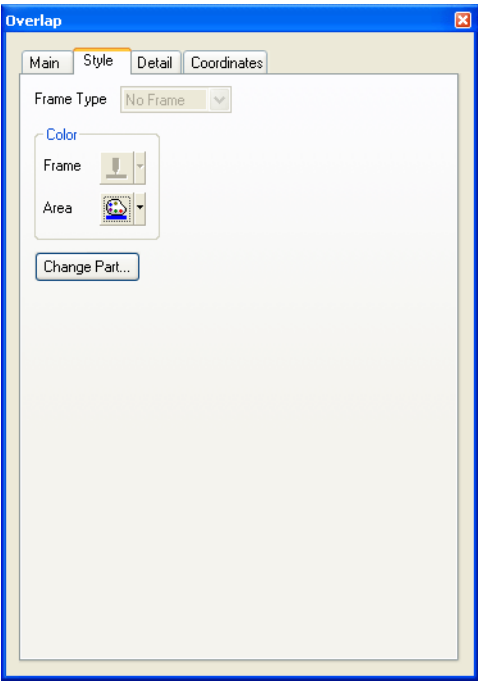 Overlap
Main Style Detail Coordinates
Frame Type No Frame
Color
Frame
Area
Change Part...